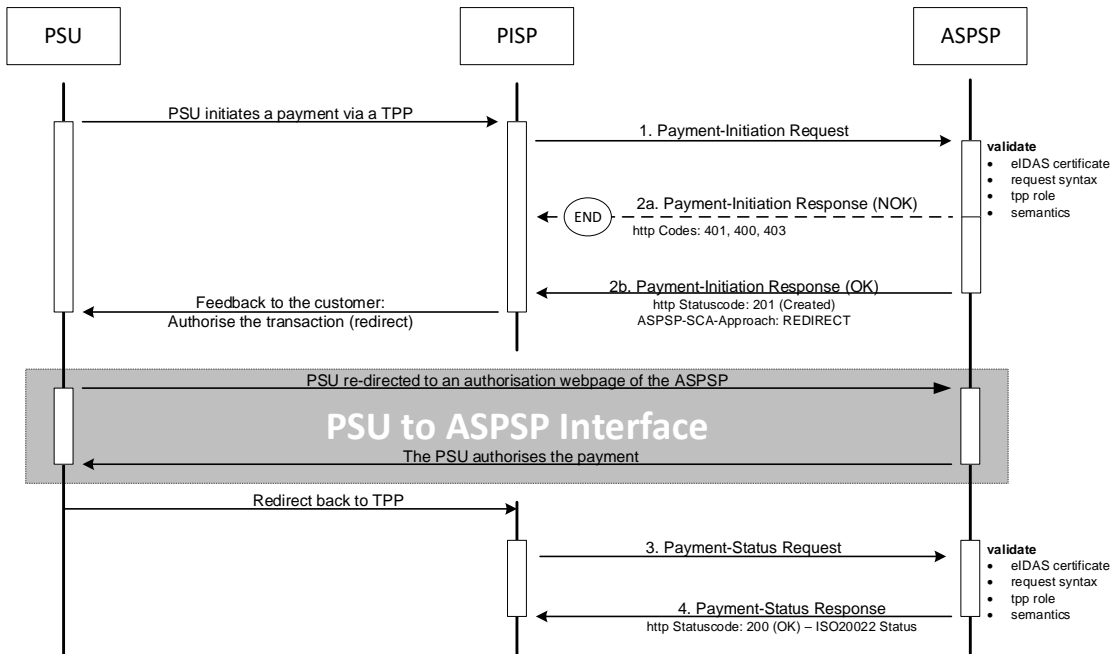 PSU
PISP
ASPSP
PSU initiates a payment via a TPP
1. Payment-Initiation Request
validate
• eIDAS certificate
• request syntax
• tpp role
• semantics
2a. Payment-Initiation Response (NOK)
END
http Codes: 401, 400, 403
2b. Payment-Initiation Response (OK)
http Statuscode: 201 (Created)
ASPSP-SCA-Approach: REDIRECT
Feedback to the customer:
Authorise the transaction (redirect)
PSU re-directed to an authorisation webpage of the ASPSP
PSU to ASPSP Interface
The PSU authorises the payment
Redirect back to TPP
3. Payment-Status Request
validate
• eIDAS certificate
• request syntax
• tpp role
• semantics
4. Payment-Status Response
http Statuscode: 200 (OK) – ISO20022 Status